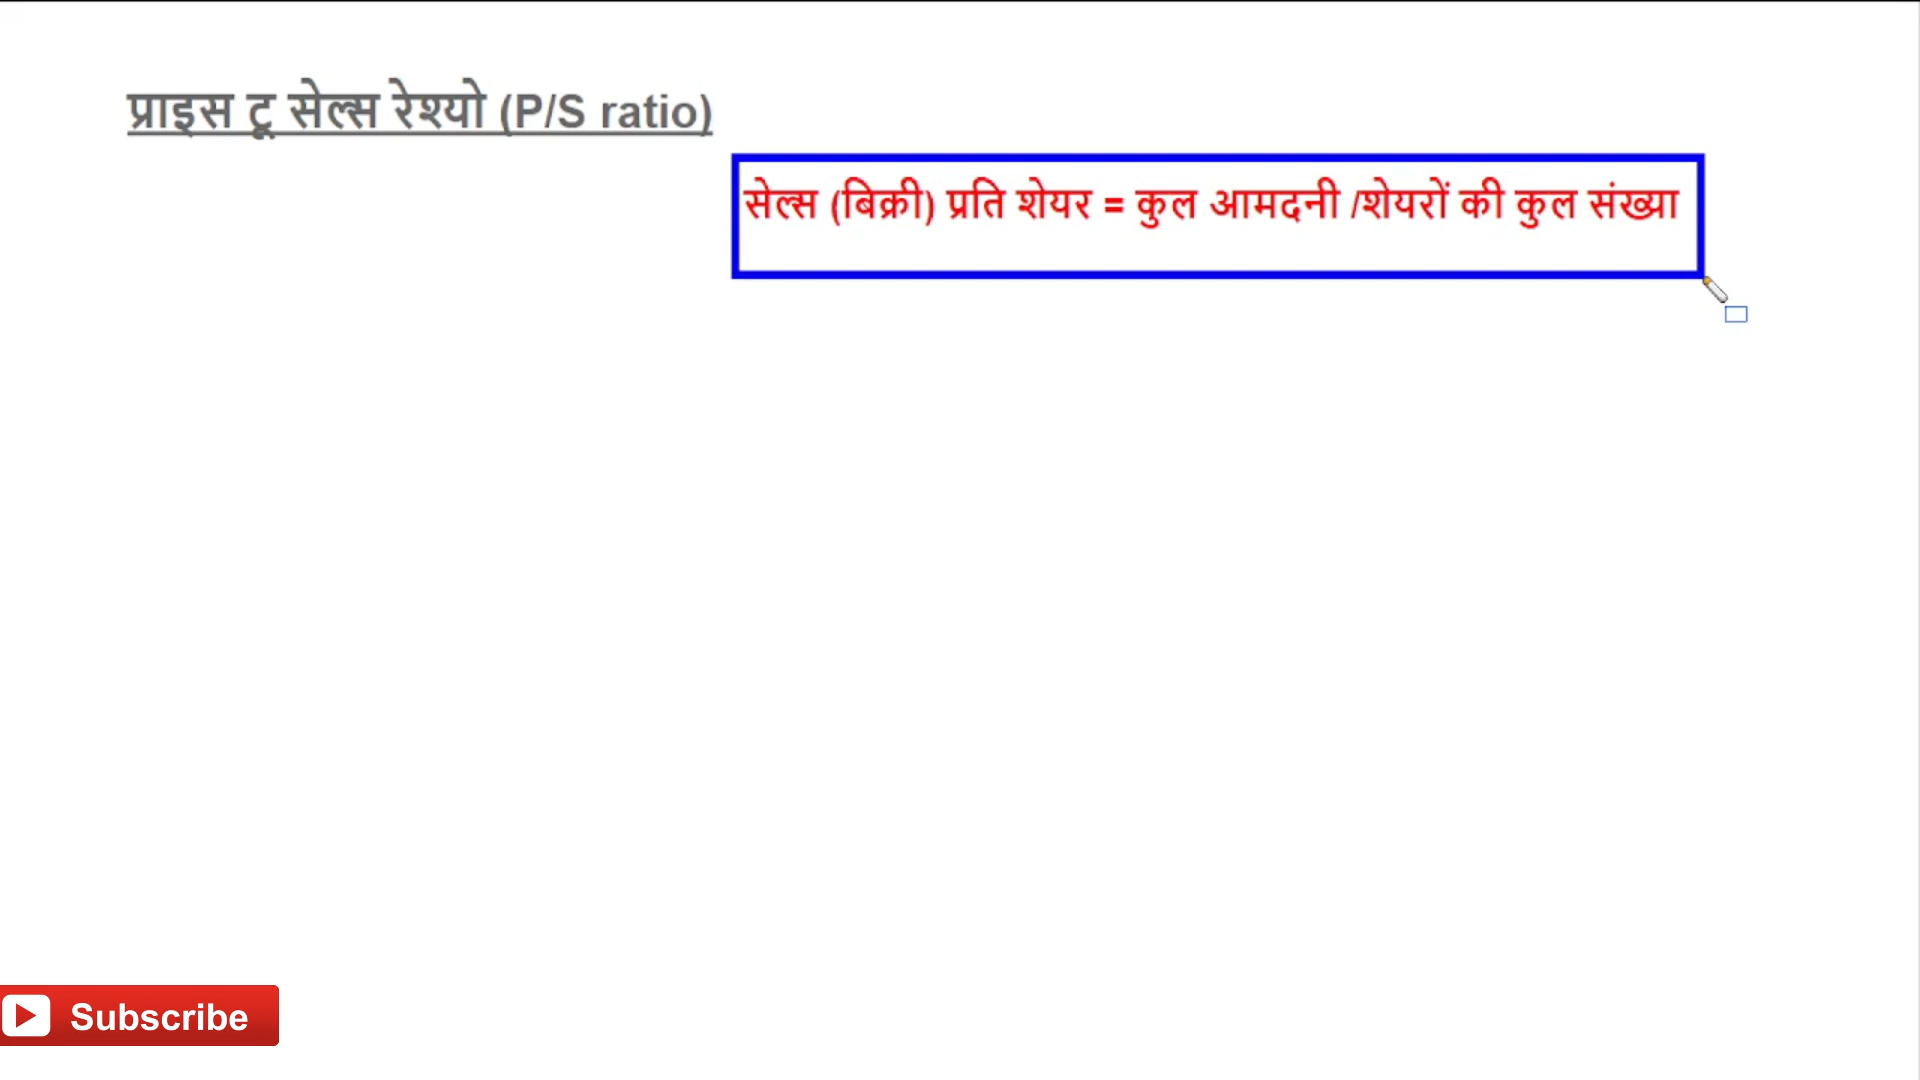 प्राइस टू सेल्स रेश्यो (P/S ratio)
सेल्स (बिक्री) प्रति शेयर = कुल आमदनी /शेयरों की कुल संख्या
Subscribe